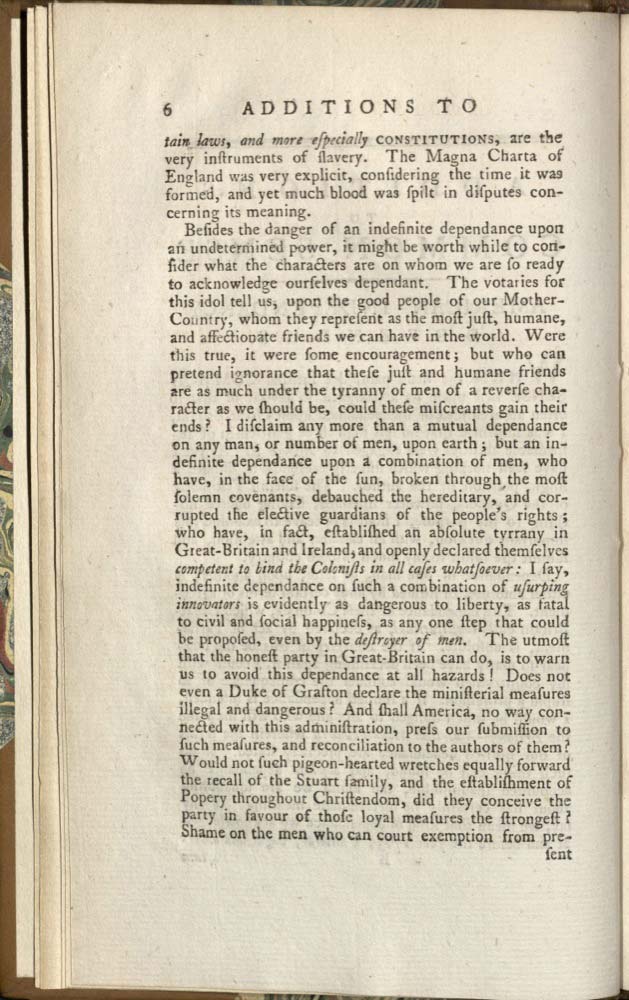 6 ADDITIONS TO
tain laws, and more eſpecially CONSTITUTIONS, are the
very inſtruments of ſlavery. The Magna Charta of
England was very explicit, conſidering the time it was
formed, and yet much blood was ſpilt in diſputes con-
cerning its meaning.
Beſides the danger of an indefinite dependance upon
an undetermined power, it might be worth while to con-
ſider what the characters are on whom we are ſo ready
to acknowledge ourſelves dependant. The votaries for
this idol tell us, upon the good people of our Mother-
Country, whom they repreſent as the moſt juſt, humane,
and affectionate friends we can have in the world. Were
this true, it were ſome encouragement; but who can
pretend ignorance that theſe juſt and humane friends
are as much under the tyranny of men of a reverſe cha-
racter as we ſhould be, could theſe miſcreants gain their
ends? I diſclaim any more than a mutual dependance
on any man, or number of men, upon earth; but an in-
definite dependance upon a combination of men, who
have, in the face of the ſun, broken through the moſt
ſolemn covenants, debauched the hereditary, and cor-
rupted the elective guardians of the people's rights;
who have, in fact, eſtabliſhed an abſolute tyrrany in
Great-Britain and Ireland, and openly declared themſelves
competent to bind the Coloniſts in all caſes whatſoever: I ſay,
indefinite dependance on ſuch a combination of uſurping
innovators is evidently as dangerous to liberty, as fatal
to civil and ſocial happineſs, as any one ſtep that could
be propoſed, even by the deſtroyer of men. The utmoſt
that the honeſt party in Great-Britain can do, is to warn
us to avoid this dependance at all hazards! Does not
even a Duke of Grafton declare the miniſterial meaſures
illegal and dangerous? And ſhall America, no way con-
nected with this adminiſtration, preſs our ſubmiſſion to
ſuch meaſures, and reconciliation to the authors of them?
Would not ſuch pigeon-hearted wretches equally forward
the recall of the Stuart family, and the eſtabliſhment of
Popery throughout Chriſtendom, did they conceive the
party in favour of thoſe loyal meaſures the ſtrongeſt?
Shame on the men who can court exemption from pre-
ſent